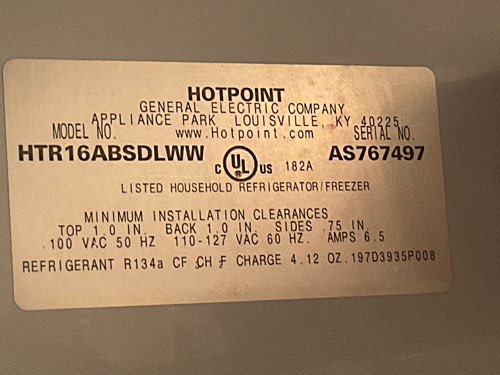 HOTPOINT
GENERAL ELECTRIC COMPANY
APPLIANCE PARK LOUISVILLE, KY 40225
MODEL NO. www.Hotpoint.com SERIAL NO.
HTR16ABSDLWW C UL US 182A AS767497
LISTED HOUSEHOLD REFRIGERATOR/FREEZER
MINIMUM INSTALLATION CLEARANCES
TOP 1.0 IN. BACK 1.0 IN. SIDES .75 IN.
100 VAC 50 HZ 110-127 VAC 60 HZ. AMPS 6.5
REFRIGERANT R134a CF CH F CHARGE 4.12 OZ. 197D3935P008